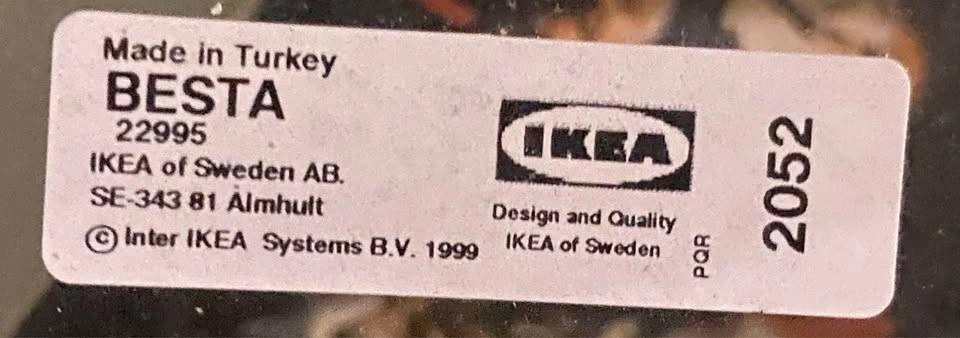 Made in Turkey
BESTA
22995
IKEA of Sweden AB.
SE-343 81 Älmhult
© Inter IKEA Systems B.V. 1999
IKEA
Design and Quality
IKEA of Sweden
PQR
2052